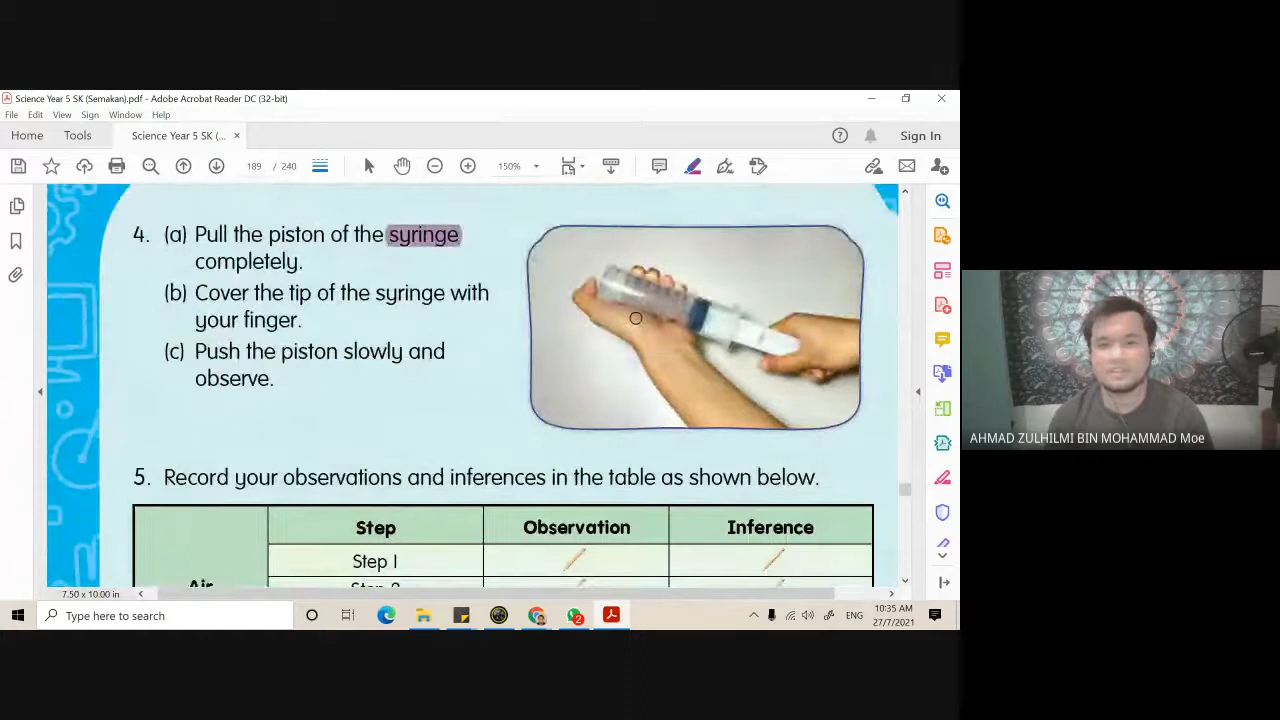 Science Year 5 SK (Semakan).pdf - Adobe Acrobat Reader DC (32-bit)
File Edit View Sign Window Help
Home Tools Science Year 5 SK (... × Sign In
189 / 240 150%
4. (a) Pull the piston of the syringe
completely.
(b) Cover the tip of the syringe with
your finger.
(c) Push the piston slowly and
observe.
5. Record your observations and inferences in the table as shown below.
Step Observation Inference
Step 1
Air Step 2
7.50 x 10.00 in
Type here to search
2
ENG
10:35 AM
27/7/2021
AHMAD ZULHILMI BIN MOHAMMAD Moe